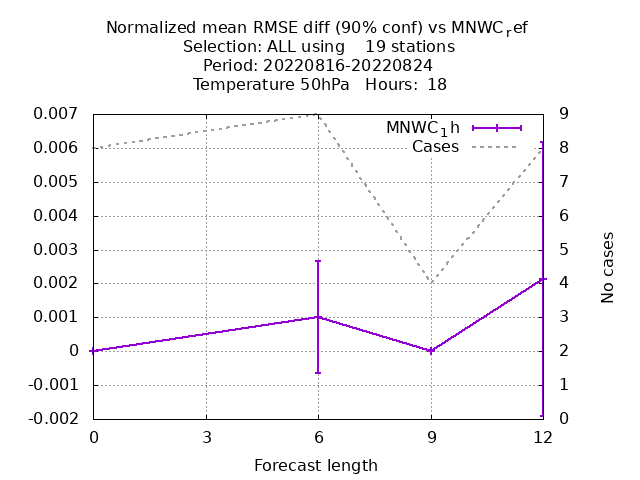 Normalized mean RMSE diff (90% conf) vs MNWC_ref
Selection: ALL using    19 stations
Period: 20220816-20220824
Temperature 50hPa   Hours:  18
MNWC_1h
Cases
0.007
0.006
0.005
0.004
0.003
0.002
0.001
0
-0.001
-0.002
9
8
7
6
5
4
3
2
1
0
No cases
0 3 6 9 12
Forecast length